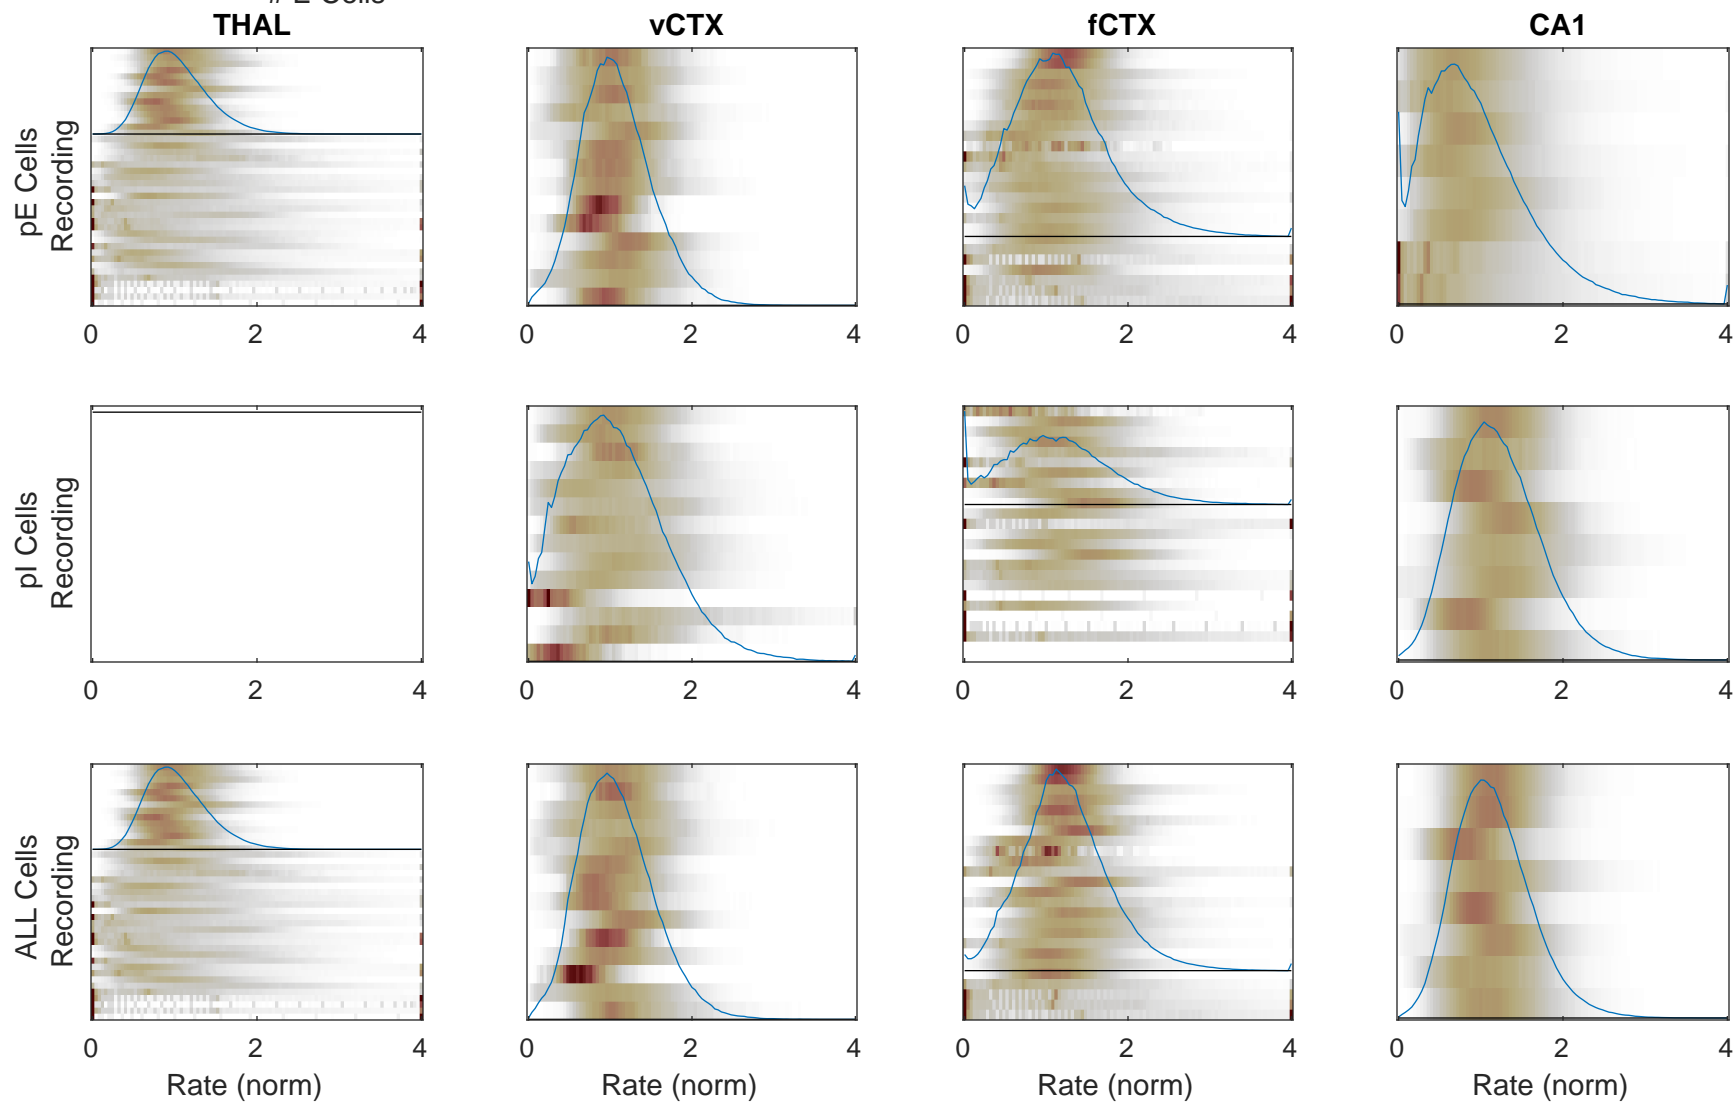 # E Cells
THAL vCTX fCTX CA1
pE Cells
Recording
0 2 4 0 2 4 0 2 4 0 2 4
pI Cells
Recording
0 2 4 0 2 4 0 2 4 0 2 4
ALL Cells
Recording
0 2 4 0 2 4 0 2 4 0 2 4
Rate (norm) Rate (norm) Rate (norm) Rate (norm)